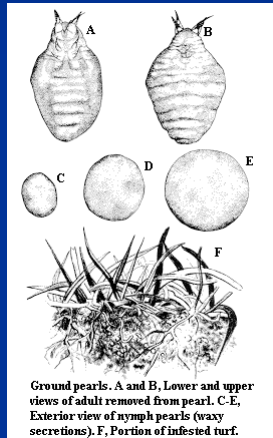 A
B
C
D
E
F
Ground pearls. A and B, Lower and upper
views of adult removed from pearl. C-E,
Exterior view of nymph pearls (waxy
secretions). F, Portion of infested turf.